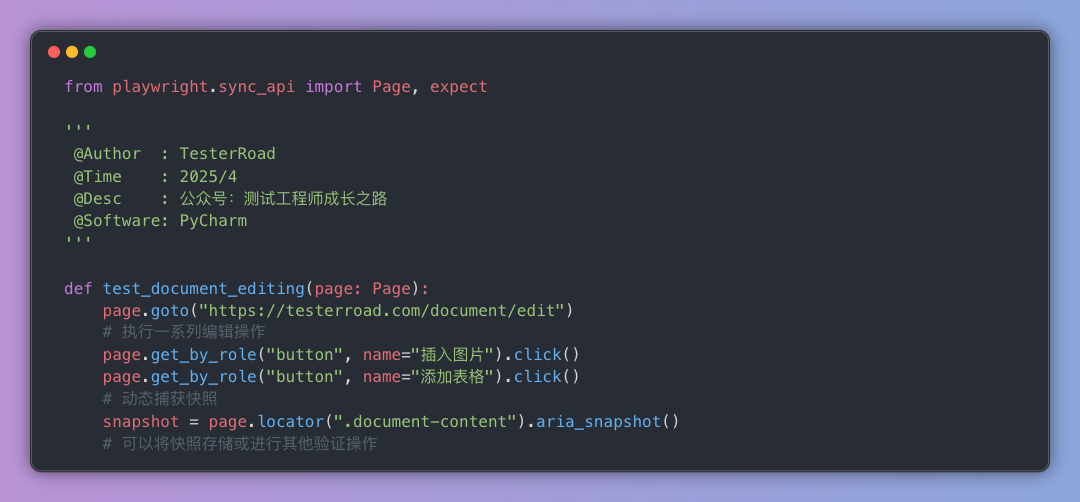 from playwright.sync_api import Page, expect
'''
@Author  : TesterRoad
@Time    : 2025/4
@Desc    : 公众号：测试工程师成长之路
@Software: PyCharm
'''
def test_document_editing(page: Page):
    page.goto("https://testerroad.com/document/edit")
    # 执行一系列编辑操作
    page.get_by_role("button", name="插入图片").click()
    page.get_by_role("button", name="添加表格").click()
    # 动态捕获快照
    snapshot = page.locator(".document-content").aria_snapshot()
    # 可以将快照存储或进行其他验证操作